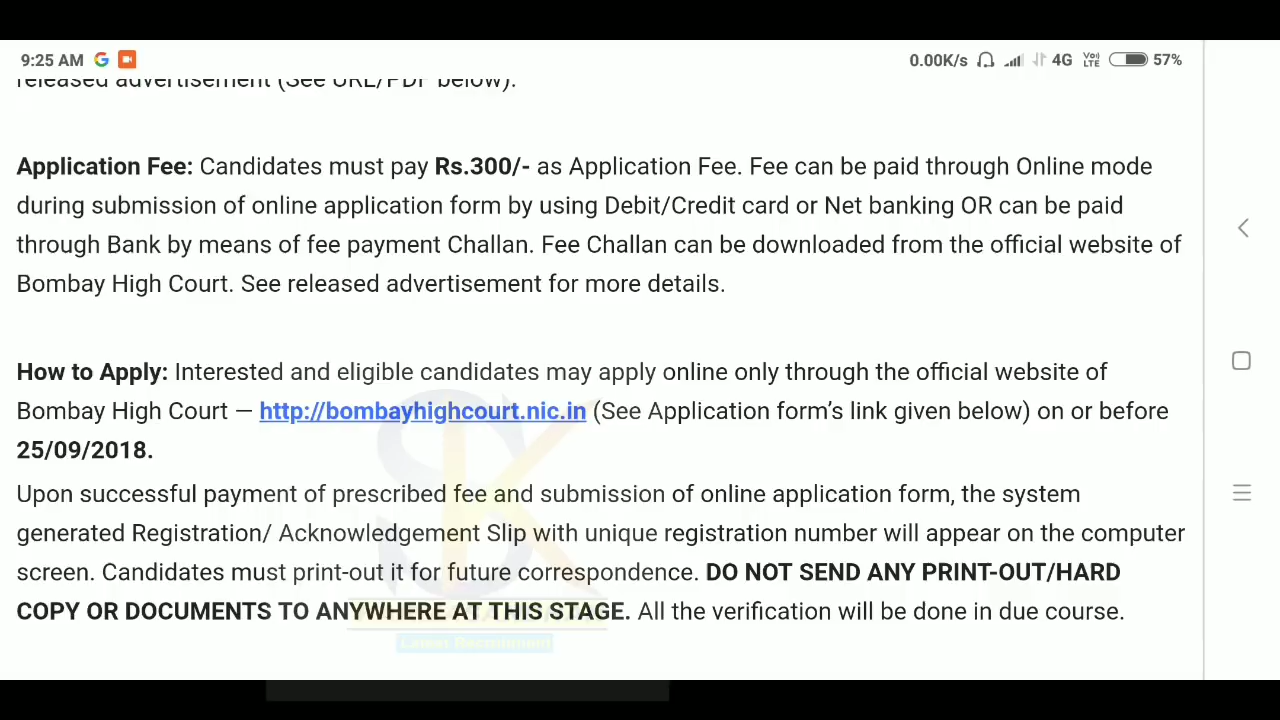 9:25 AM
0.00K/s 4G Vo) LTE 57%
released advertisement (See URL/PDF below).
Application Fee: Candidates must pay Rs.300/- as Application Fee. Fee can be paid through Online mode
during submission of online application form by using Debit/Credit card or Net banking OR can be paid
through Bank by means of fee payment Challan. Fee Challan can be downloaded from the official website of
Bombay High Court. See released advertisement for more details.
How to Apply: Interested and eligible candidates may apply online only through the official website of
Bombay High Court — http://bombayhighcourt.nic.in (See Application form's link given below) on or before
25/09/2018.
Upon successful payment of prescribed fee and submission of online application form, the system
generated Registration/ Acknowledgement Slip with unique registration number will appear on the computer
screen. Candidates must print-out it for future correspondence. DO NOT SEND ANY PRINT-OUT/HARD
COPY OR DOCUMENTS TO ANYWHERE AT THIS STAGE. All the verification will be done in due course.
Latest Recruitment